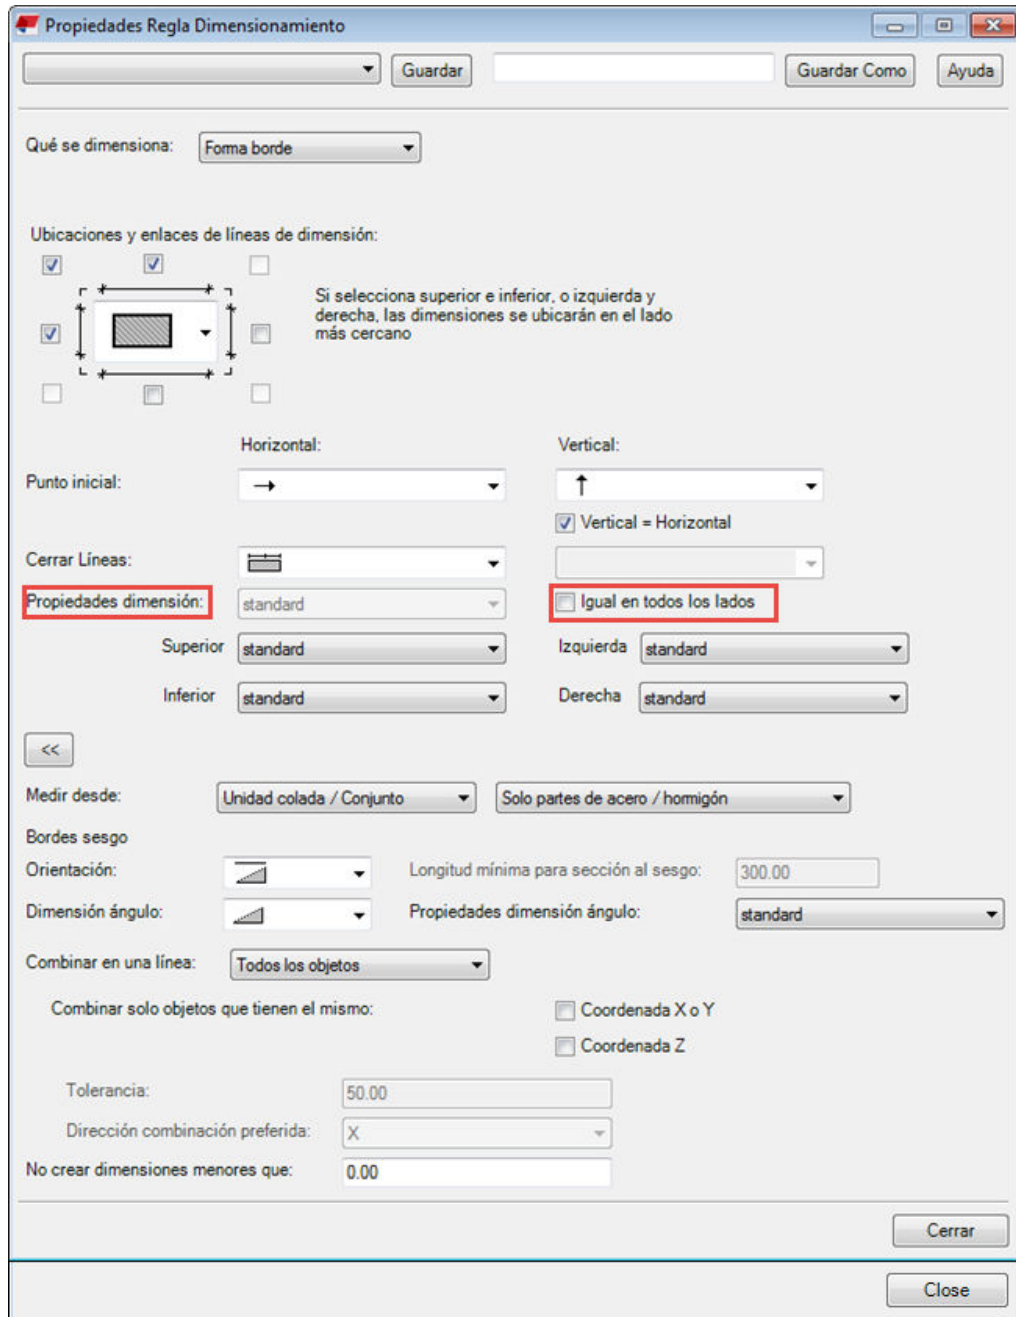 Propiedades Regla Dimensionamiento
Guardar Guardar Como Ayuda
Qué se dimensiona: Forma borde
Ubicaciones y enlaces de líneas de dimensión:
Si selecciona superior e inferior, o izquierda y
derecha, las dimensiones se ubicarán en el lado
más cercano
Horizontal: Vertical:
Punto inicial:
Vertical = Horizontal
Cerrar Líneas:
Propiedades dimensión: standard Igual en todos los lados
Superior standard Izquierda standard
Inferior standard Derecha standard
<<
Medir desde: Unidad colada / Conjunto Solo partes de acero / hormigón
Bordes sesgo
Orientación: Longitud mínima para sección al sesgo: 300.00
Dimensión ángulo: Propiedades dimensión ángulo: standard
Combinar en una línea: Todos los objetos
Combinar solo objetos que tienen el mismo: Coordenada X o Y
Coordenada Z
Tolerancia: 50.00
Dirección combinación preferida: X
No crear dimensiones menores que: 0.00
Cerrar
Close